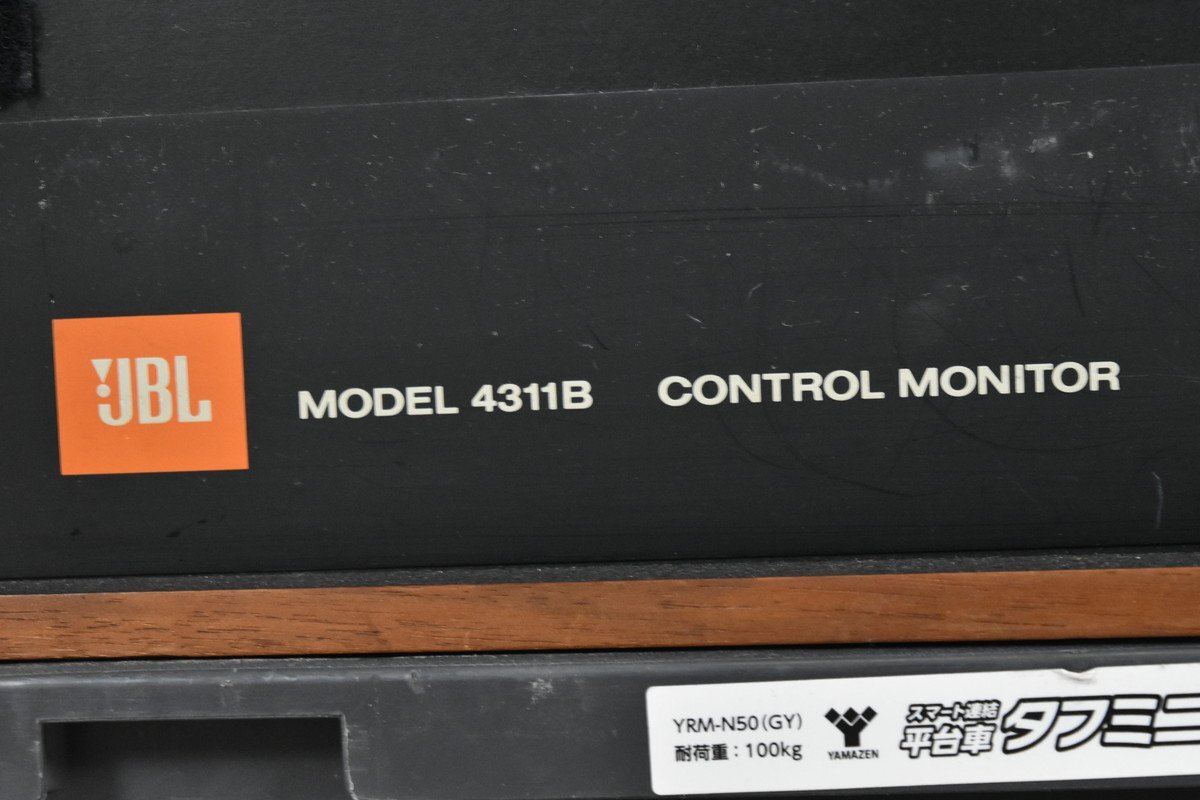 JBL
MODEL 4311B CONTROL MONITOR
YRM-N50(GY)
耐荷重：100kg
YAMAZEN
スマート連結
平台車
タフミニ